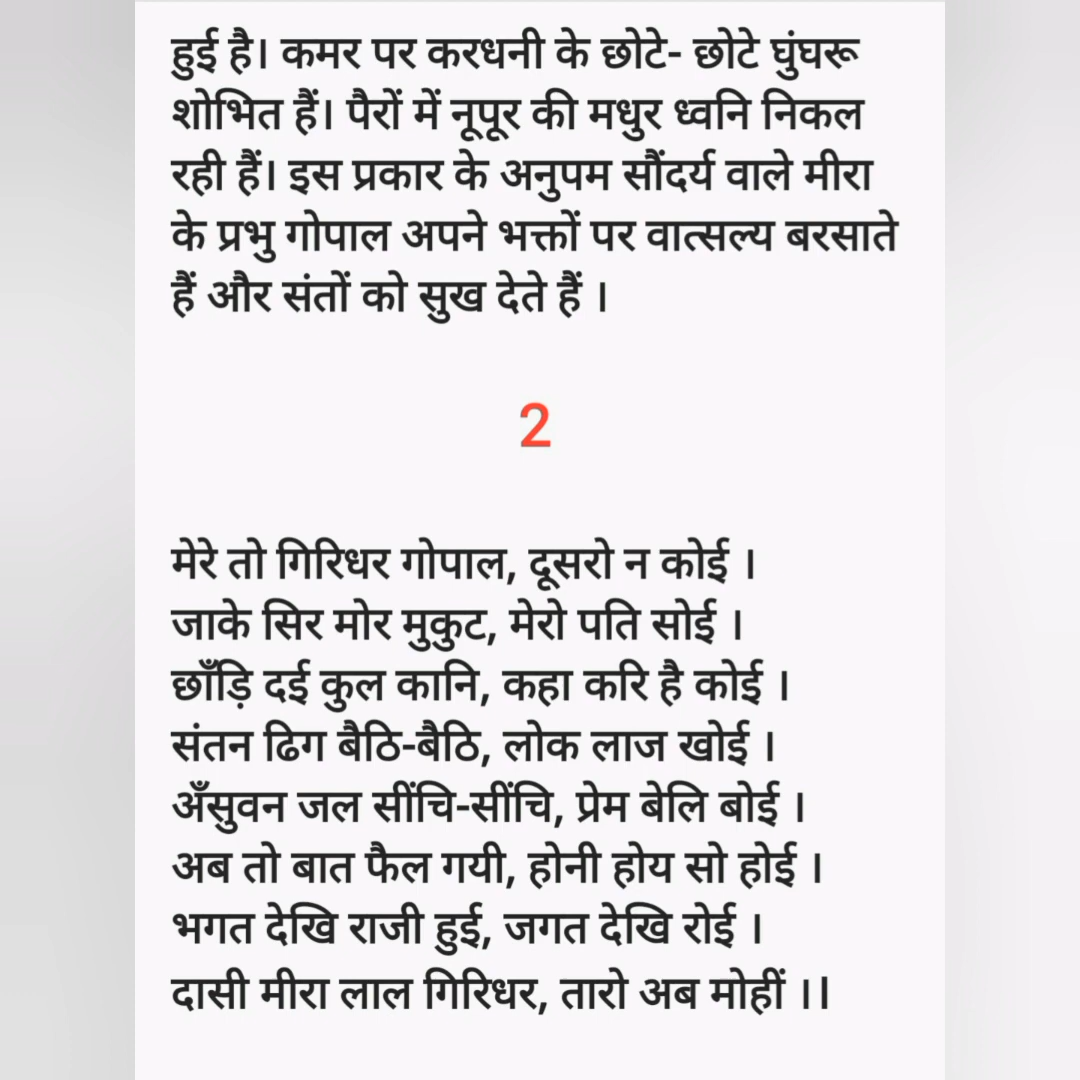 हुई है। कमर पर करधनी के छोटे- छोटे घुंघरू
शोभित हैं। पैरों में नूपूर की मधुर ध्वनि निकल
रही हैं। इस प्रकार के अनुपम सौंदर्य वाले मीरा
के प्रभु गोपाल अपने भक्तों पर वात्सल्य बरसाते
हैं और संतों को सुख देते हैं ।
2
मेरे तो गिरिधर गोपाल, दूसरो न कोई ।
जाके सिर मोर मुकुट, मेरो पति सोई ।
छाँड़ि दई कुल कानि, कहा करि है कोई ।
संतन ढिग बैठि-बैठि, लोक लाज खोई ।
अँसुवन जल सींचि-सींचि, प्रेम बेलि बोई ।
अब तो बात फैल गयी, होनी होय सो होई ।
भगत देखि राजी हुई, जगत देखि रोई ।
दासी मीरा लाल गिरिधर, तारो अब मोहीं ।।